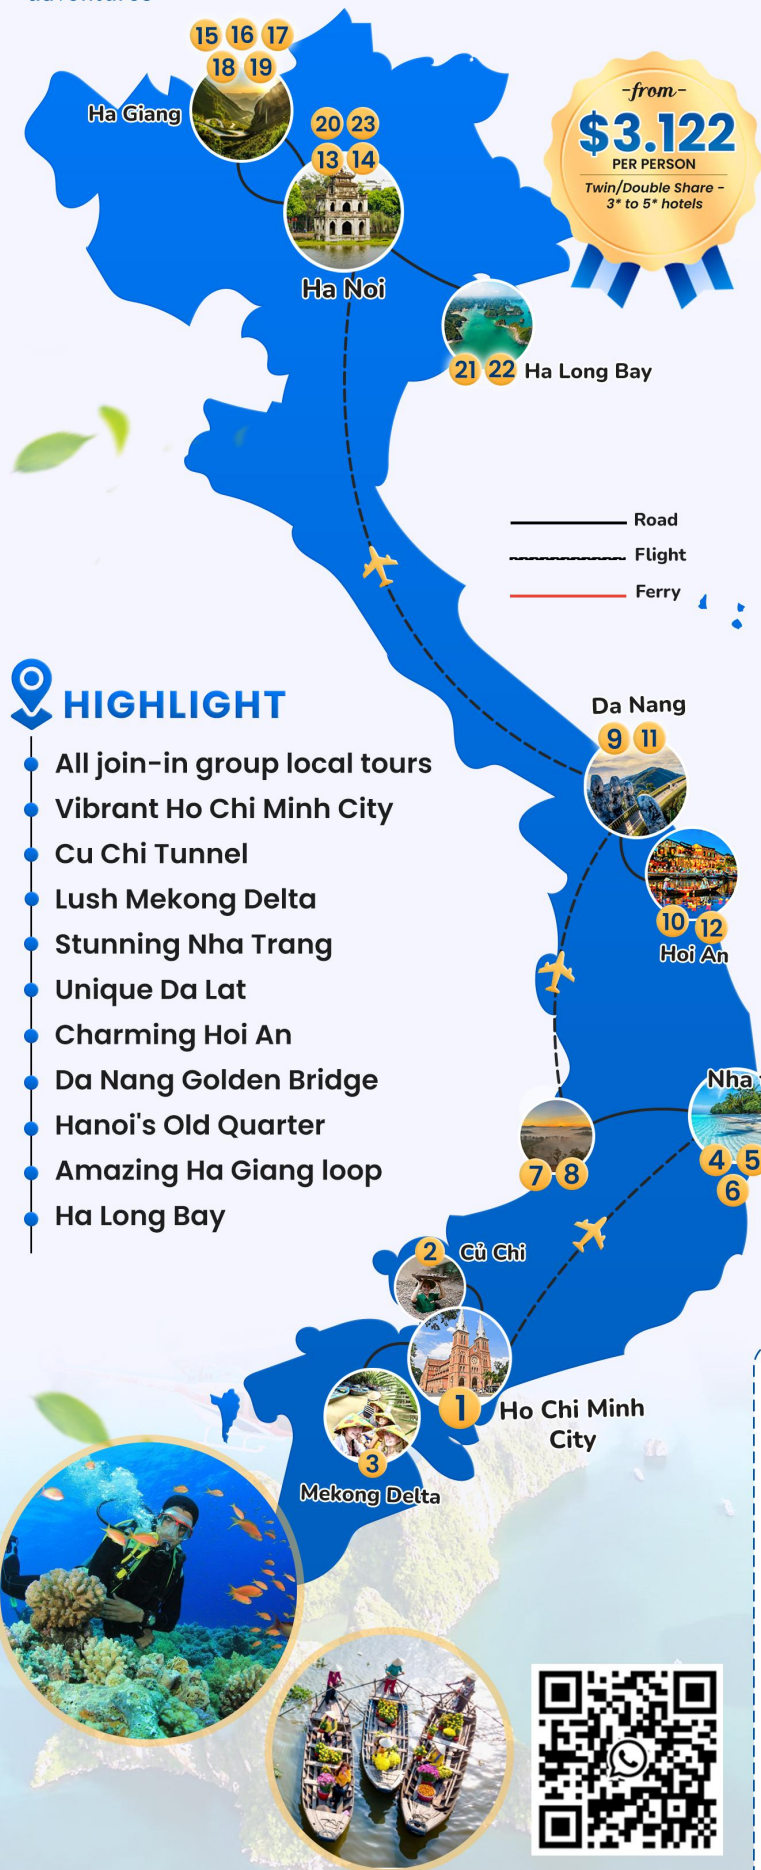 15 16 17
18 19
Ha Giang
20 23
13 14
Ha Noi
-from-
$3.122
PER PERSON
Twin/Double Share -
3* to 5* hotels
21 22 Ha Long Bay
Road
Flight
Ferry
HIGHLIGHT
All join-in group local tours
Vibrant Ho Chi Minh City
Cu Chi Tunnel
Lush Mekong Delta
Stunning Nha Trang
Unique Da Lat
Charming Hoi An
Da Nang Golden Bridge
Hanoi's Old Quarter
Amazing Ha Giang loop
Ha Long Bay
Da Nang
9 11
10 12
Hoi An
Nha
4 5
6
7 8
2 Củ Chi
1
Ho Chi Minh
City
3
Mekong Delta